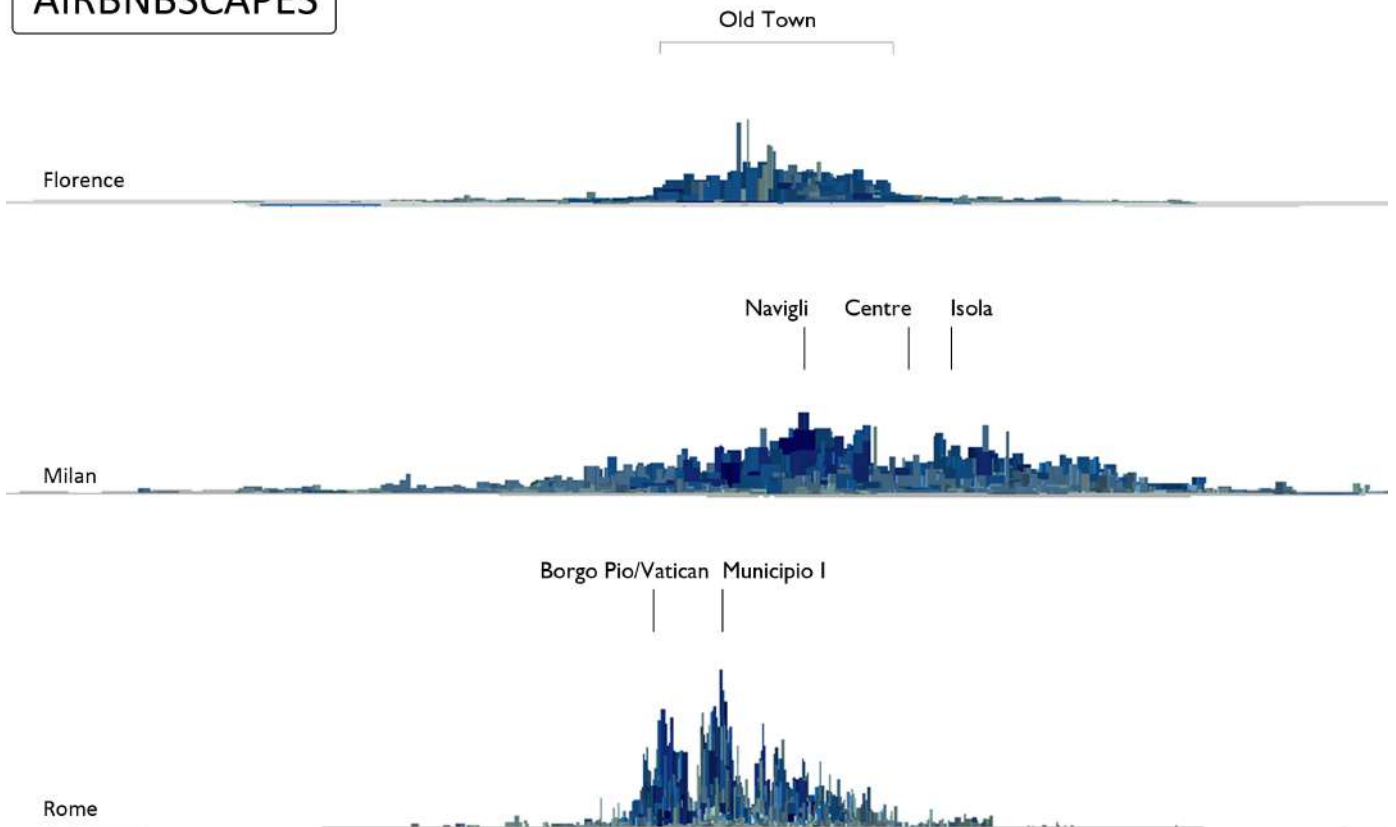 AIRBNBSCAPES
Old Town
Florence
Navigli Centre Isola
Milan
Borgo Pio/Vatican Municipio I
Rome